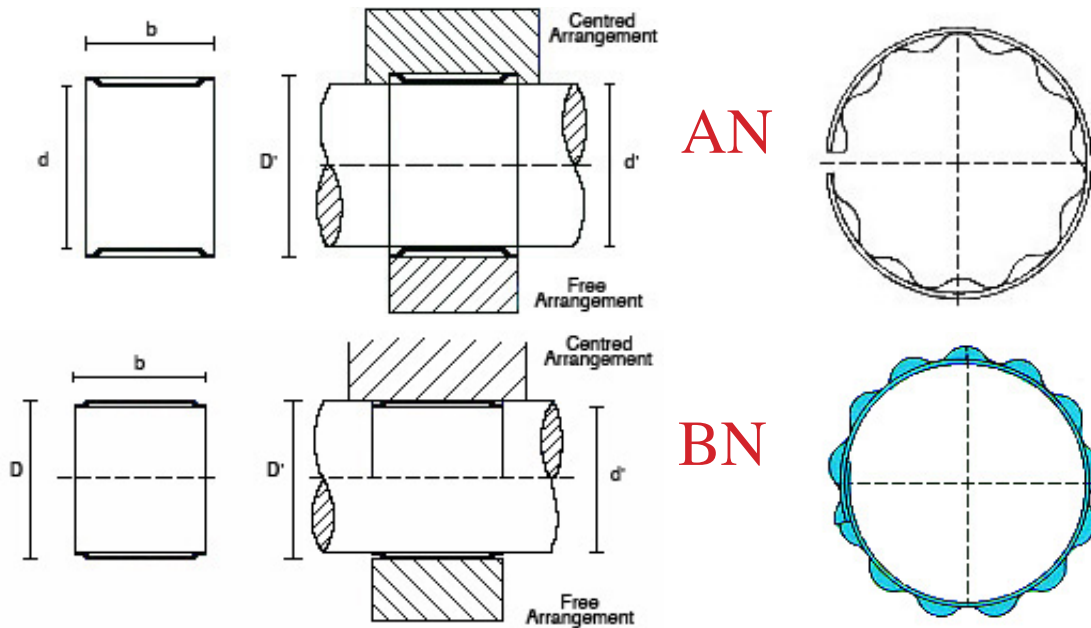 b
Centred
Arrangement
d
D'
AN
d'
Free
Arrangement
b
Centred
Arrangement
D
D'
BN
d'
Free
Arrangement